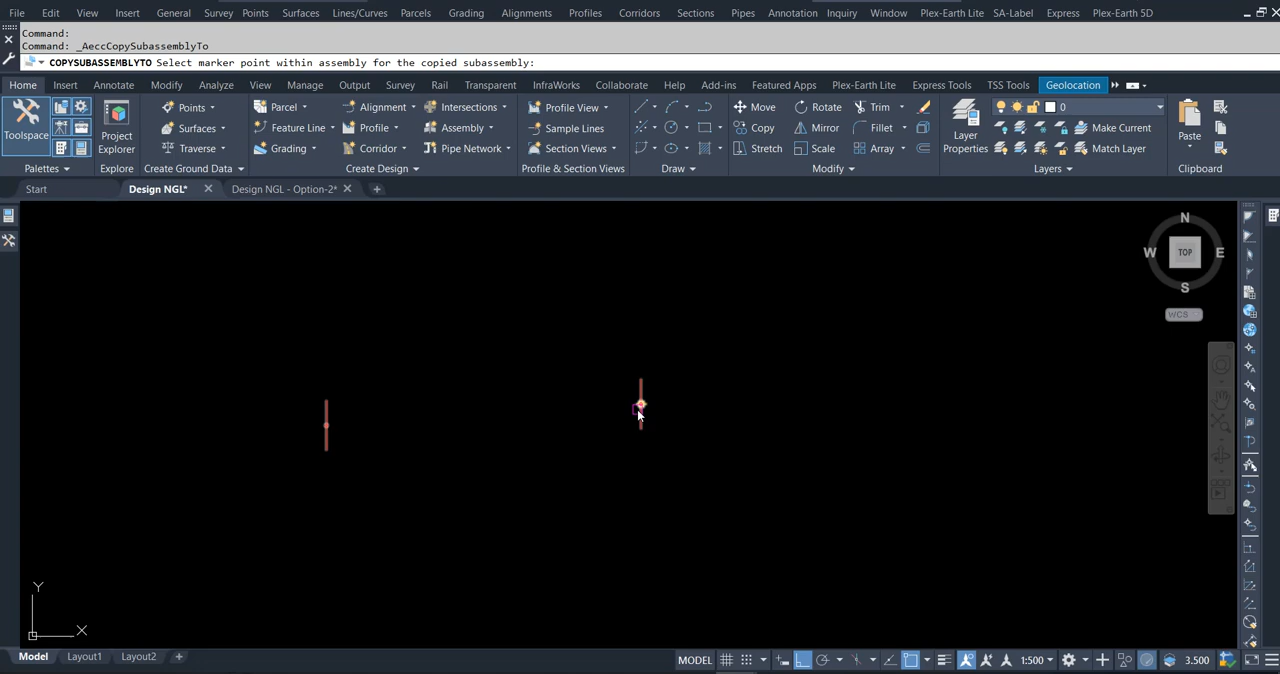 File Edit View Insert General Survey Points Surfaces Lines/Curves Parcels Grading Alignments Profiles Corridors Sections Pipes Annotation Inquiry Window Plex-Earth Lite SA-Label Express Plex-Earth 5D
Command:
Command: _AeccCopySubassemblyTo
COPYSUBASSEMBLYTO Select marker point within assembly for the copied subassembly:
Home Insert Annotate Modify Analyze View Manage Output Survey Rail Transparent InfraWorks Collaborate Help Add-ins Featured Apps Plex-Earth Lite Express Tools TSS Tools Geolocation
Points Parcel Alignment Intersections Profile View Move Rotate Trim 0
Toolspace Project Explorer Surfaces Feature Line Profile Assembly Sample Lines Copy Mirror Fillet Layer Properties Make Current Paste
Traverse Grading Corridor Pipe Network Section Views Stretch Scale Array Match Layer
Palettes Explore Create Ground Data Create Design Profile & Section Views Draw Modify Layers Clipboard
Start Design NGL* Design NGL - Option-2*
N
W TOP E
S
WCS
Y
X
Model Layout1 Layout2 MODEL 1:500 3.500